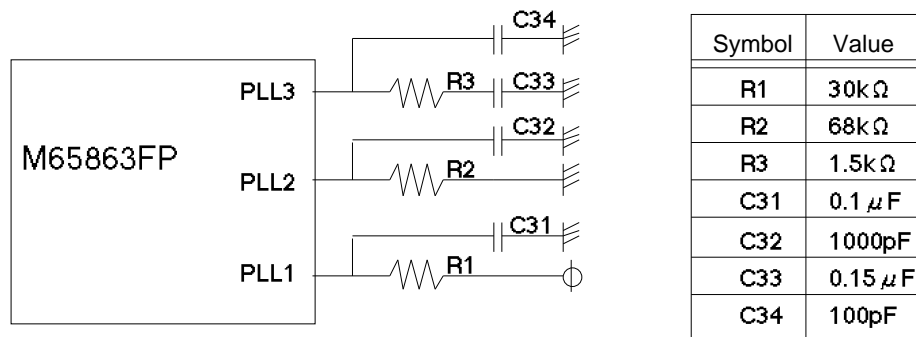 C34
PLL3
R3
C33
C32
M65863FP
PLL2
R2
C31
PLL1
R1
Symbol Value
R1 30kΩ
R2 68kΩ
R3 1.5kΩ
C31 0.1μF
C32 1000pF
C33 0.15μF
C34 100pF